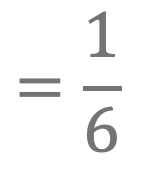 = 1/6